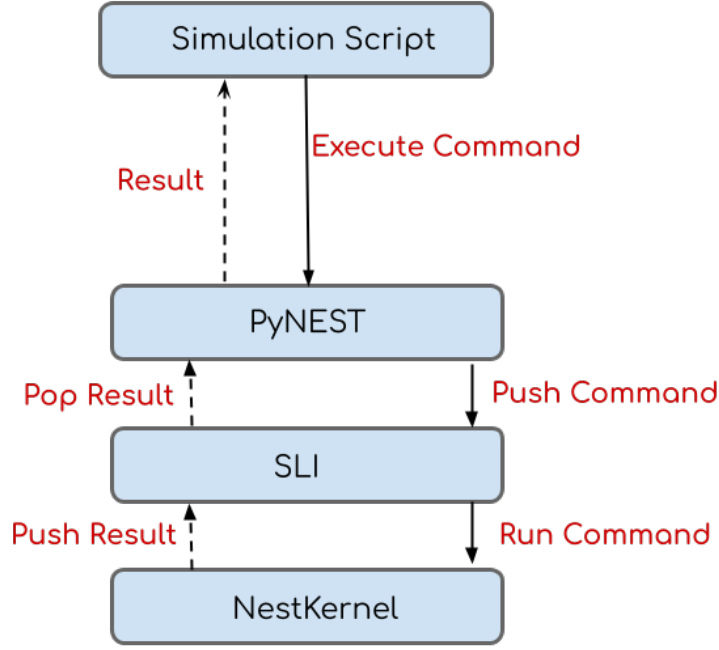 Simulation Script
Execute Command
Result
PyNEST
Pop Result
Push Command
SLI
Push Result
Run Command
NestKernel